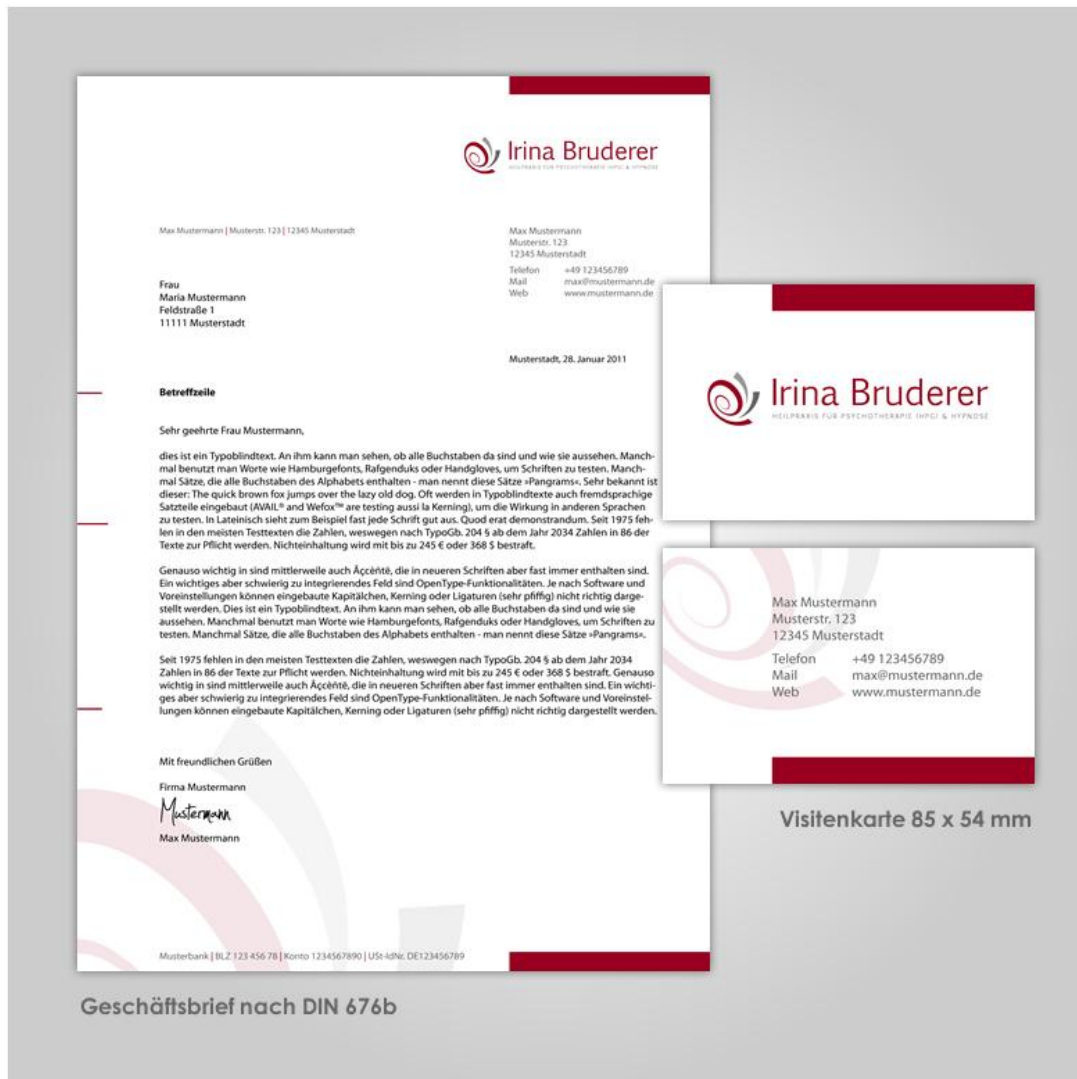 Irina Bruderer
HEILPRAXIS FÜR PSYCHOTHERAPIE (HPG) & HYPNOSE
Max Mustermann | Musterstr. 123 | 12345 Musterstadt
Max Mustermann
Musterstr. 123
12345 Musterstadt
Telefon +49 123456789
Mail max@mustermann.de
Web www.mustermann.de
Frau
Maria Mustermann
Feldstraße 1
11111 Musterstadt
Musterstadt, 28. Januar 2011
Betreffzeile
Sehr geehrte Frau Mustermann,
dies ist ein Typoblindtext. An ihm kann man sehen, ob alle Buchstaben da sind und wie sie aussehen. Manch-
mal benutzt man Worte wie Hamburgefonts, Rafgenduks oder Handgloves, um Schriften zu testen. Manch-
mal Sätze, die alle Buchstaben des Alphabets enthalten - man nennt diese Sätze »Pangrams«. Sehr bekannt ist
dieser: The quick brown fox jumps over the lazy old dog. Oft werden in Typoblindtexte auch fremdsprachige
Satzteile eingebaut (AVAIL® and Wefox™ are testing aussi la Kerning), um die Wirkung in anderen Sprachen
zu testen. In Lateinisch sieht zum Beispiel fast jede Schrift gut aus. Quod erat demonstrandum. Seit 1975 feh-
len in den meisten Testtexten die Zahlen, weswegen nach TypoGb. 204 § ab dem Jahr 2034 Zahlen in 86 der
Texte zur Pflicht werden. Nichteinhaltung wird mit bis zu 245 € oder 368 $ bestraft.
Genauso wichtig in sind mittlerweile auch Âçcèñtë, die in neueren Schriften aber fast immer enthalten sind.
Ein wichtiges aber schwierig zu integrierendes Feld sind OpenType-Funktionalitäten. Je nach Software und
Voreinstellungen können eingebaute Kapitälchen, Kerning oder Ligaturen (sehr pfiffig) nicht richtig darge-
stellt werden. Dies ist ein Typoblindtext. An ihm kann man sehen, ob alle Buchstaben da sind und wie sie
aussehen. Manchmal benutzt man Worte wie Hamburgefonts, Rafgenduks oder Handgloves, um Schriften zu
testen. Manchmal Sätze, die alle Buchstaben des Alphabets enthalten - man nennt diese Sätze »Pangrams«.
Seit 1975 fehlen in den meisten Testtexten die Zahlen, weswegen nach TypoGb. 204 § ab dem Jahr 2034
Zahlen in 86 der Texte zur Pflicht werden. Nichteinhaltung wird mit bis zu 245 € oder 368 $ bestraft. Genauso
wichtig in sind mittlerweile auch Âçcèñtë, die in neueren Schriften aber fast immer enthalten sind. Ein wichti-
ges aber schwierig zu integrierendes Feld sind OpenType-Funktionalitäten. Je nach Software und Voreinstel-
lungen können eingebaute Kapitälchen, Kerning oder Ligaturen (sehr pfiffig) nicht richtig dargestellt werden.
Mit freundlichen Grüßen
Firma Mustermann
Mustermann
Max Mustermann
Musterbank | BLZ 123 456 78 | Konto 1234567890 | USt-IdNr. DE123456789
Geschäftsbrief nach DIN 676b
Irina Bruderer
HEILPRAXIS FÜR PSYCHOTHERAPIE (HPG) & HYPNOSE
Max Mustermann
Musterstr. 123
12345 Musterstadt
Telefon +49 123456789
Mail max@mustermann.de
Web www.mustermann.de
Visitenkarte 85 x 54 mm